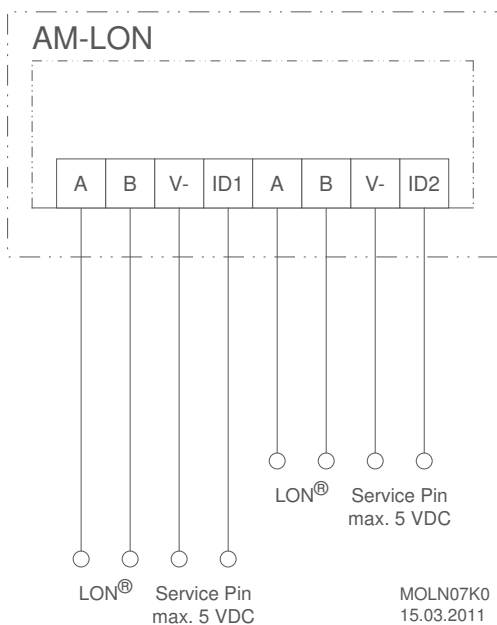 AM-LON
A B V- ID1 A B V- ID2
LON® Service Pin
max. 5 VDC
LON® Service Pin
max. 5 VDC
MOLN07K0
15.03.2011